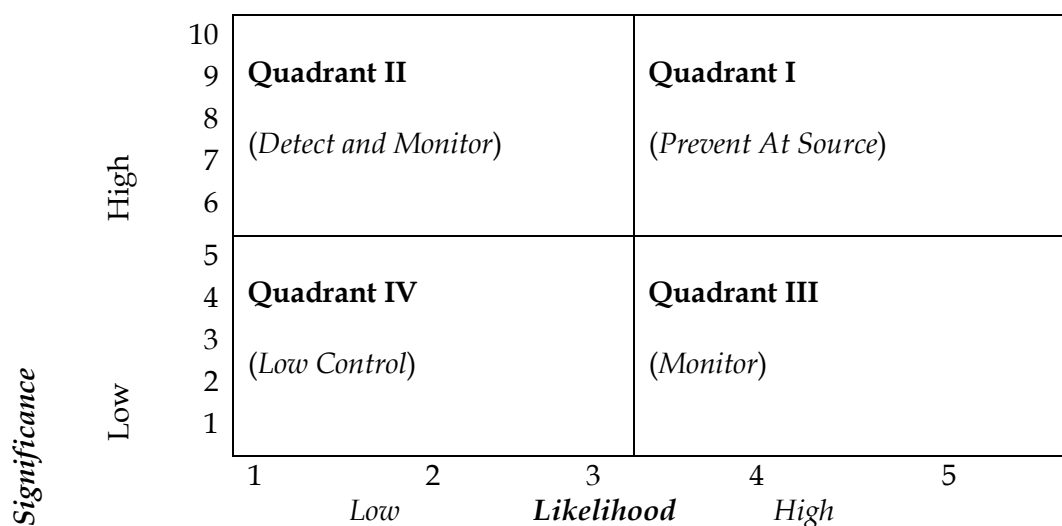 10
9
8
7
6
Quadrant II
(Detect and Monitor)
Quadrant I
(Prevent At Source)
High
5
4
3
2
1
Quadrant IV
(Low Control)
Quadrant III
(Monitor)
Low
Significance
1 2 3 4 5
Low Likelihood High